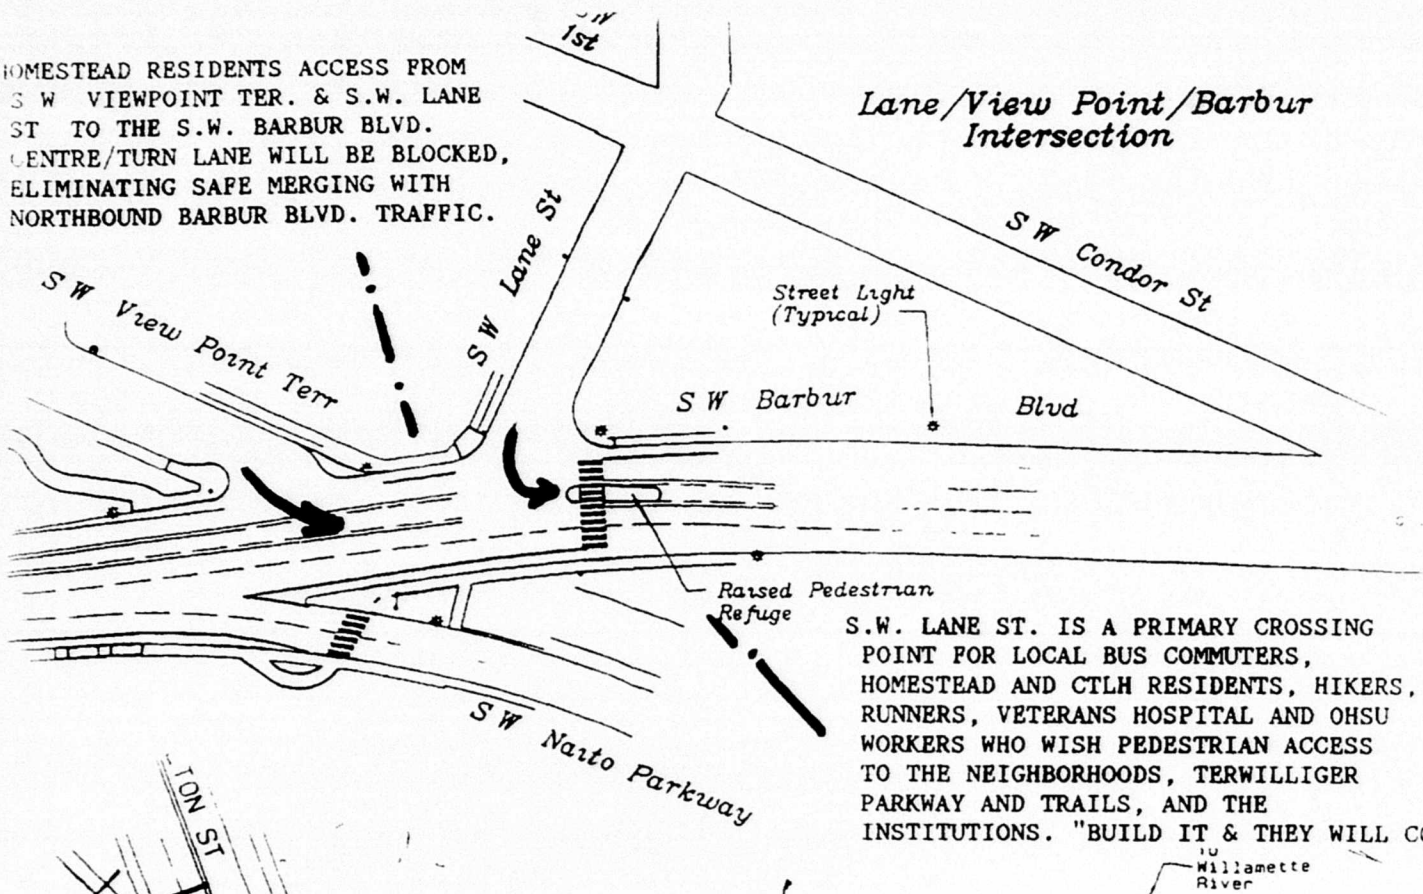 1st
HOMESTEAD RESIDENTS ACCESS FROM
S W VIEWPOINT TER. & S.W. LANE
ST TO THE S.W. BARBUR BLVD.
CENTRE/TURN LANE WILL BE BLOCKED,
ELIMINATING SAFE MERGING WITH
NORTHBOUND BARBUR BLVD. TRAFFIC.
Lane/View Point/Barbur
Intersection
S W Lane St
S W Condor St
S W View Point Terr
Street Light
(Typical)
S W Barbur Blvd
Raised Pedestrian
Refuge
S.W. LANE ST. IS A PRIMARY CROSSING
POINT FOR LOCAL BUS COMMUTERS,
HOMESTEAD AND CTLH RESIDENTS, HIKERS,
RUNNERS, VETERANS HOSPITAL AND OHSU
WORKERS WHO WISH PEDESTRIAN ACCESS
TO THE NEIGHBORHOODS, TERWILLIGER
PARKWAY AND TRAILS, AND THE
INSTITUTIONS. "BUILD IT & THEY WILL CO
S W Naito Parkway
TON ST
To
Willamette
River